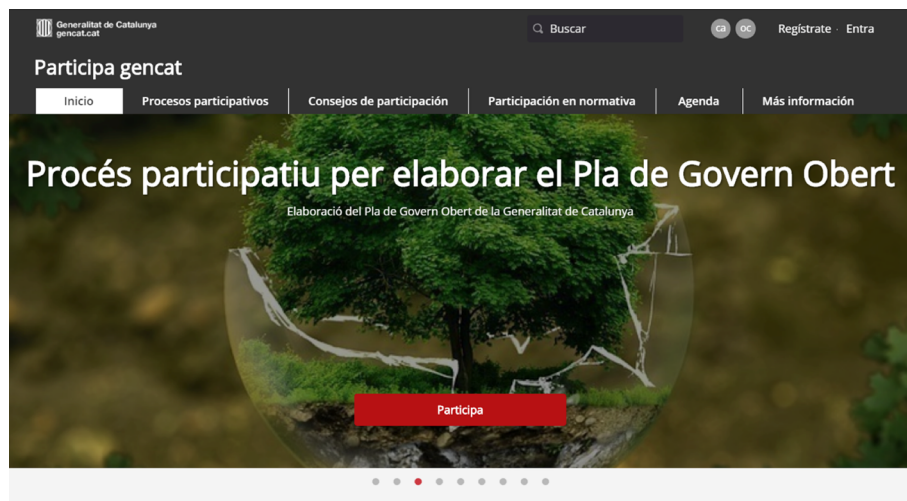 Generalitat de Catalunya
gencat.cat
Buscar
ca
oc
Regístrate · Entra
Participa gencat
Inicio
Procesos participativos
Consejos de participación
Participación en normativa
Agenda
Más información
Procés participatiu per elaborar el Pla de Govern Obert
Elaboració del Pla de Govern Obert de la Generalitat de Catalunya
Participa